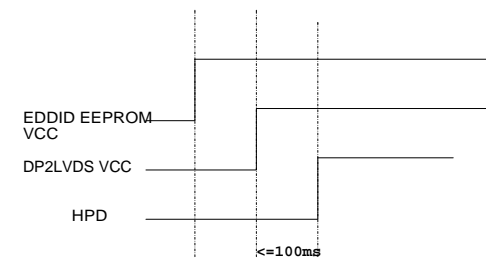 EDDID EEPROM
VCC
DP2LVDS VCC
HPD
<=100ms